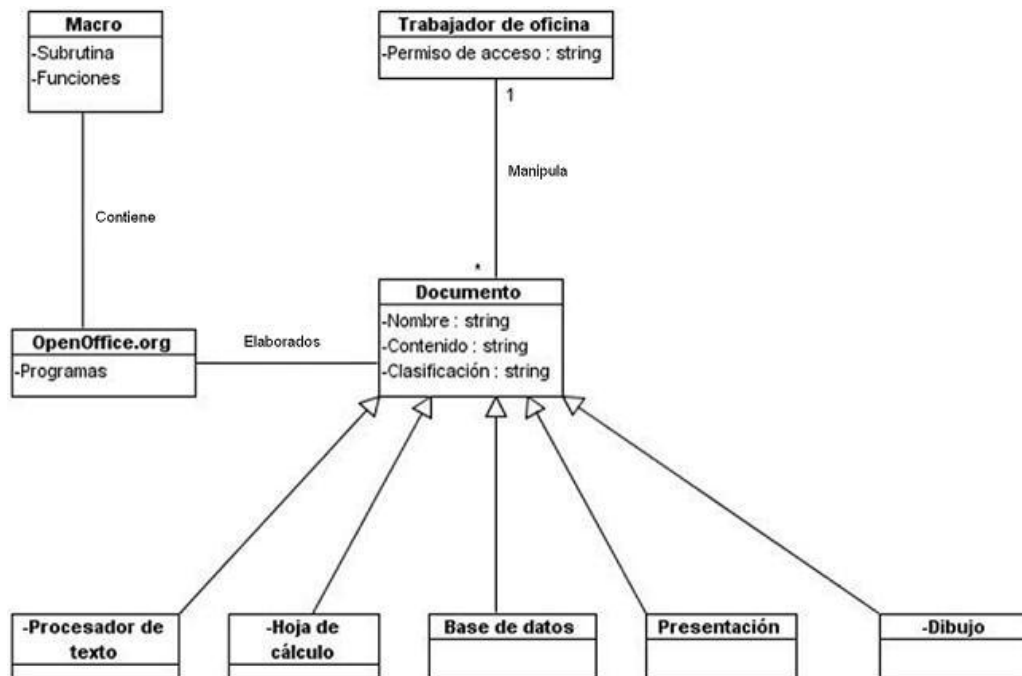 Macro
-Subrutina
-Funciones
Trabajador de oficina
-Permiso de acceso : string
1
Manipula
Contiene
*
Documento
-Nombre : string
-Contenido : string
-Clasificación : string
OpenOffice.org
-Programas
Elaborados
-Procesador de
texto
-Hoja de
cálculo
Base de datos
Presentación
-Dibujo